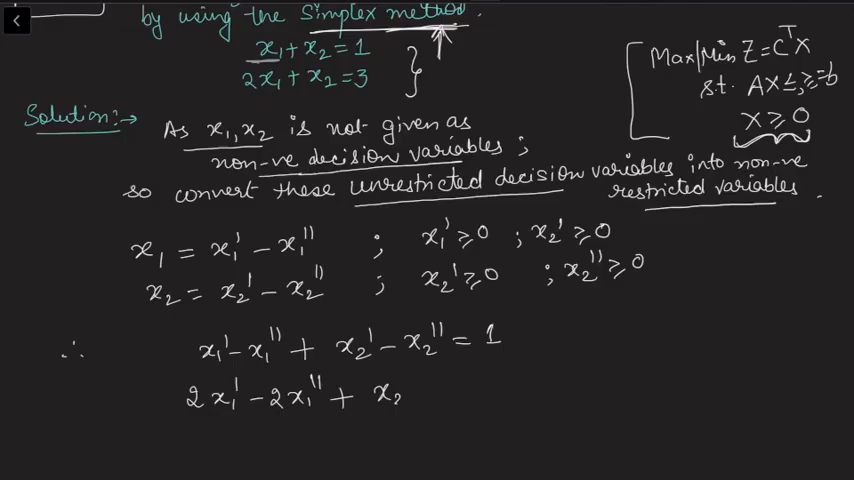 by using the Simplex method.
x₁ + x₂ = 1
2x₁ + x₂ = 3
Max/Min Z = CᵀX
s.t. AX ≤, ≥, = b
X ≥ 0
Solution:→
As x₁, x₂ is not given as
non-ve decision variables ;
so convert these unrestricted decision variables into non-ve
restricted variables .
x₁ = x₁' - x₁'' ; x₁' ≥ 0 ; x₂' ≥ 0
x₂ = x₂' - x₂'' ; x₂' ≥ 0 ; x₂'' ≥ 0
∴ x₁' - x₁'' + x₂' - x₂'' = 1
2x₁' - 2x₁'' + x₂